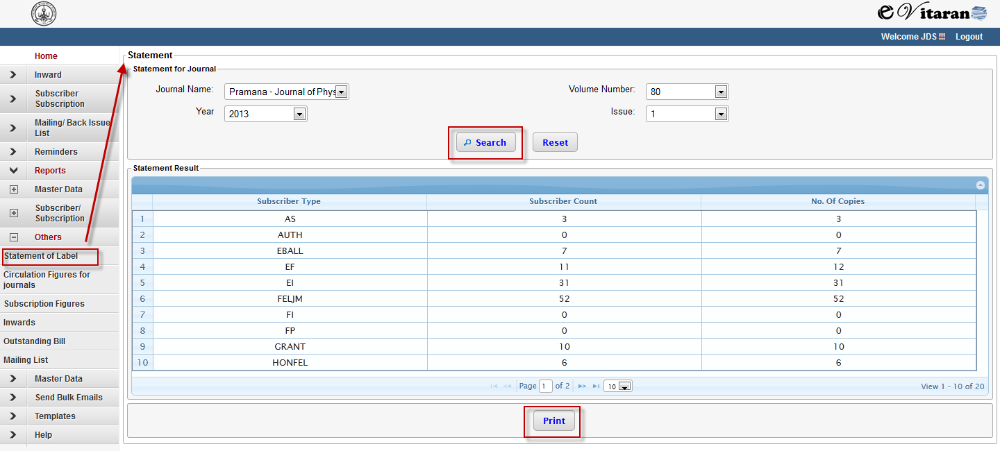 e Vitaran
Welcome JDS !!! Logout
Home
Inward
Subscriber
Subscription
Mailing/ Back Issue
List
Reminders
Reports
Master Data
Subscriber/
Subscription
Others
Statement of Label
Circulation Figures for
journals
Subscription Figures
Inwards
Outstanding Bill
Mailing List
Master Data
Send Bulk Emails
Templates
Help
Statement
Statement for Journal
Journal Name: Pramana - Journal of Phys Volume Number: 80
Year 2013 Issue: 1
Search Reset
Statement Result
Subscriber Type Subscriber Count No. Of Copies
1 AS 3 3
2 AUTH 0 0
3 EBALL 7 7
4 EF 11 12
5 EI 31 31
6 FELJM 52 52
7 FI 0 0
8 FP 0 0
9 GRANT 10 10
10 HONFEL 6 6
Page 1 of 2 10 View 1 - 10 of 20
Print